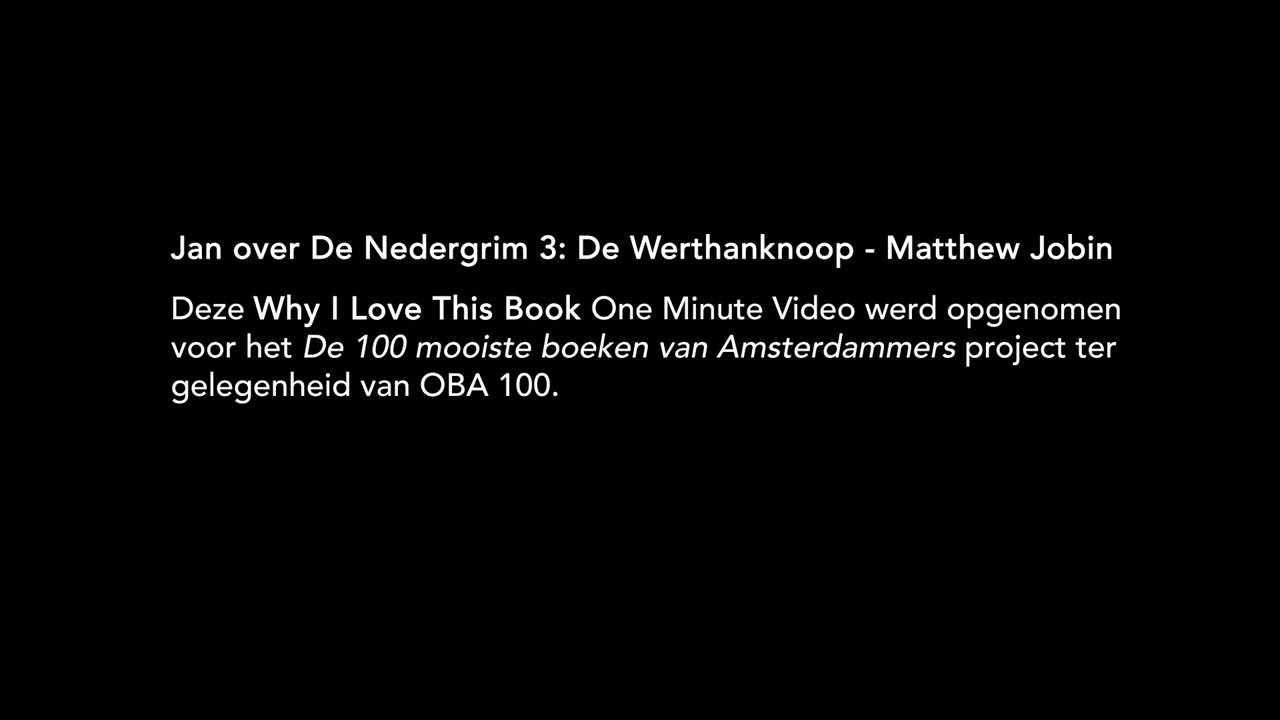 Jan over De Nedergrim 3: De Werthanknoop - Matthew Jobin
Deze Why I Love This Book One Minute Video werd opgenomen
voor het De 100 mooiste boeken van Amsterdammers project ter
gelegenheid van OBA 100.